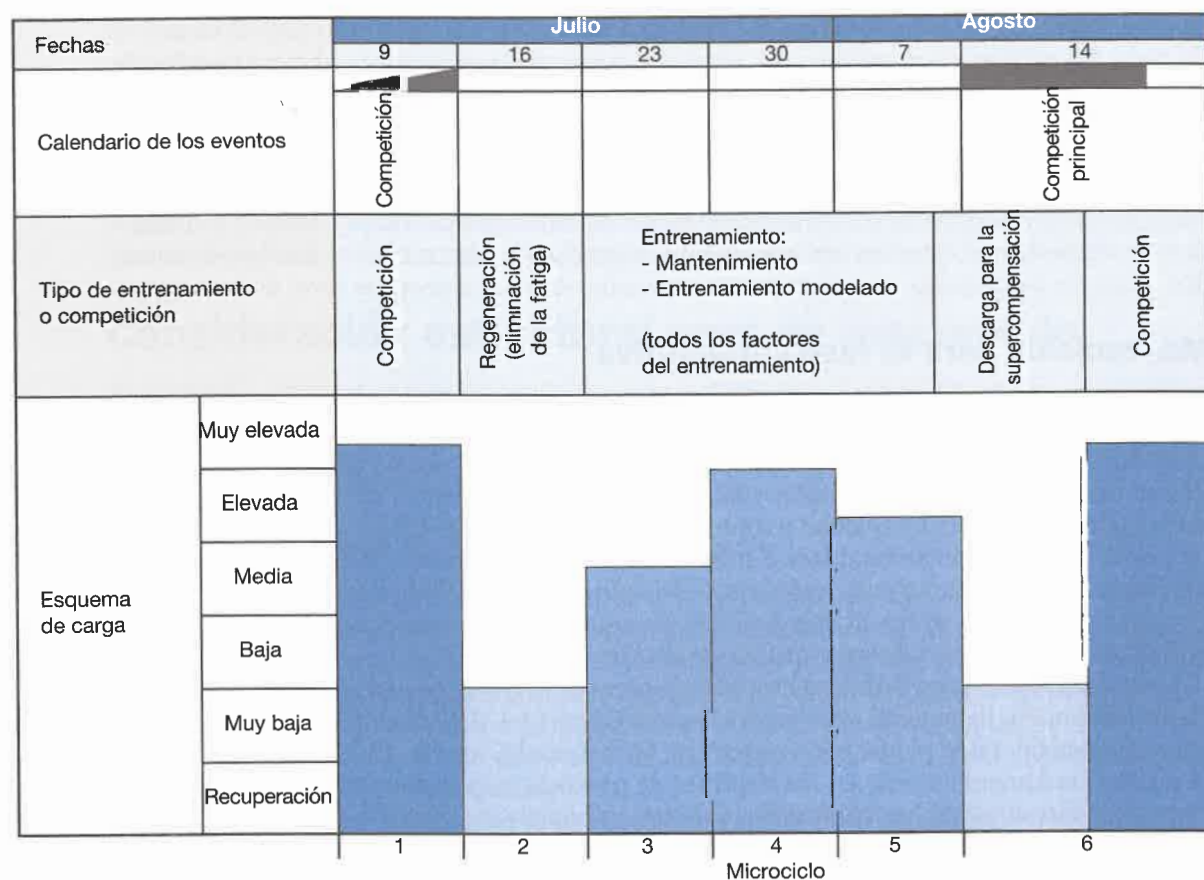 Julio
Agosto
Fechas
9
16
23
30
7
14
Calendario de los eventos
Competición
Competición
principal
Tipo de entrenamiento
o competición
Competición
Regeneración
(eliminación
de la fatiga)
Entrenamiento:
- Mantenimiento
- Entrenamiento modelado
(todos los factores
del entrenamiento)
Descarga para la
supercompensación
Competición
Esquema
de carga
Muy elevada
Elevada
Media
Baja
Muy baja
Recuperación
1
2
3
4
5
6
Microciclo